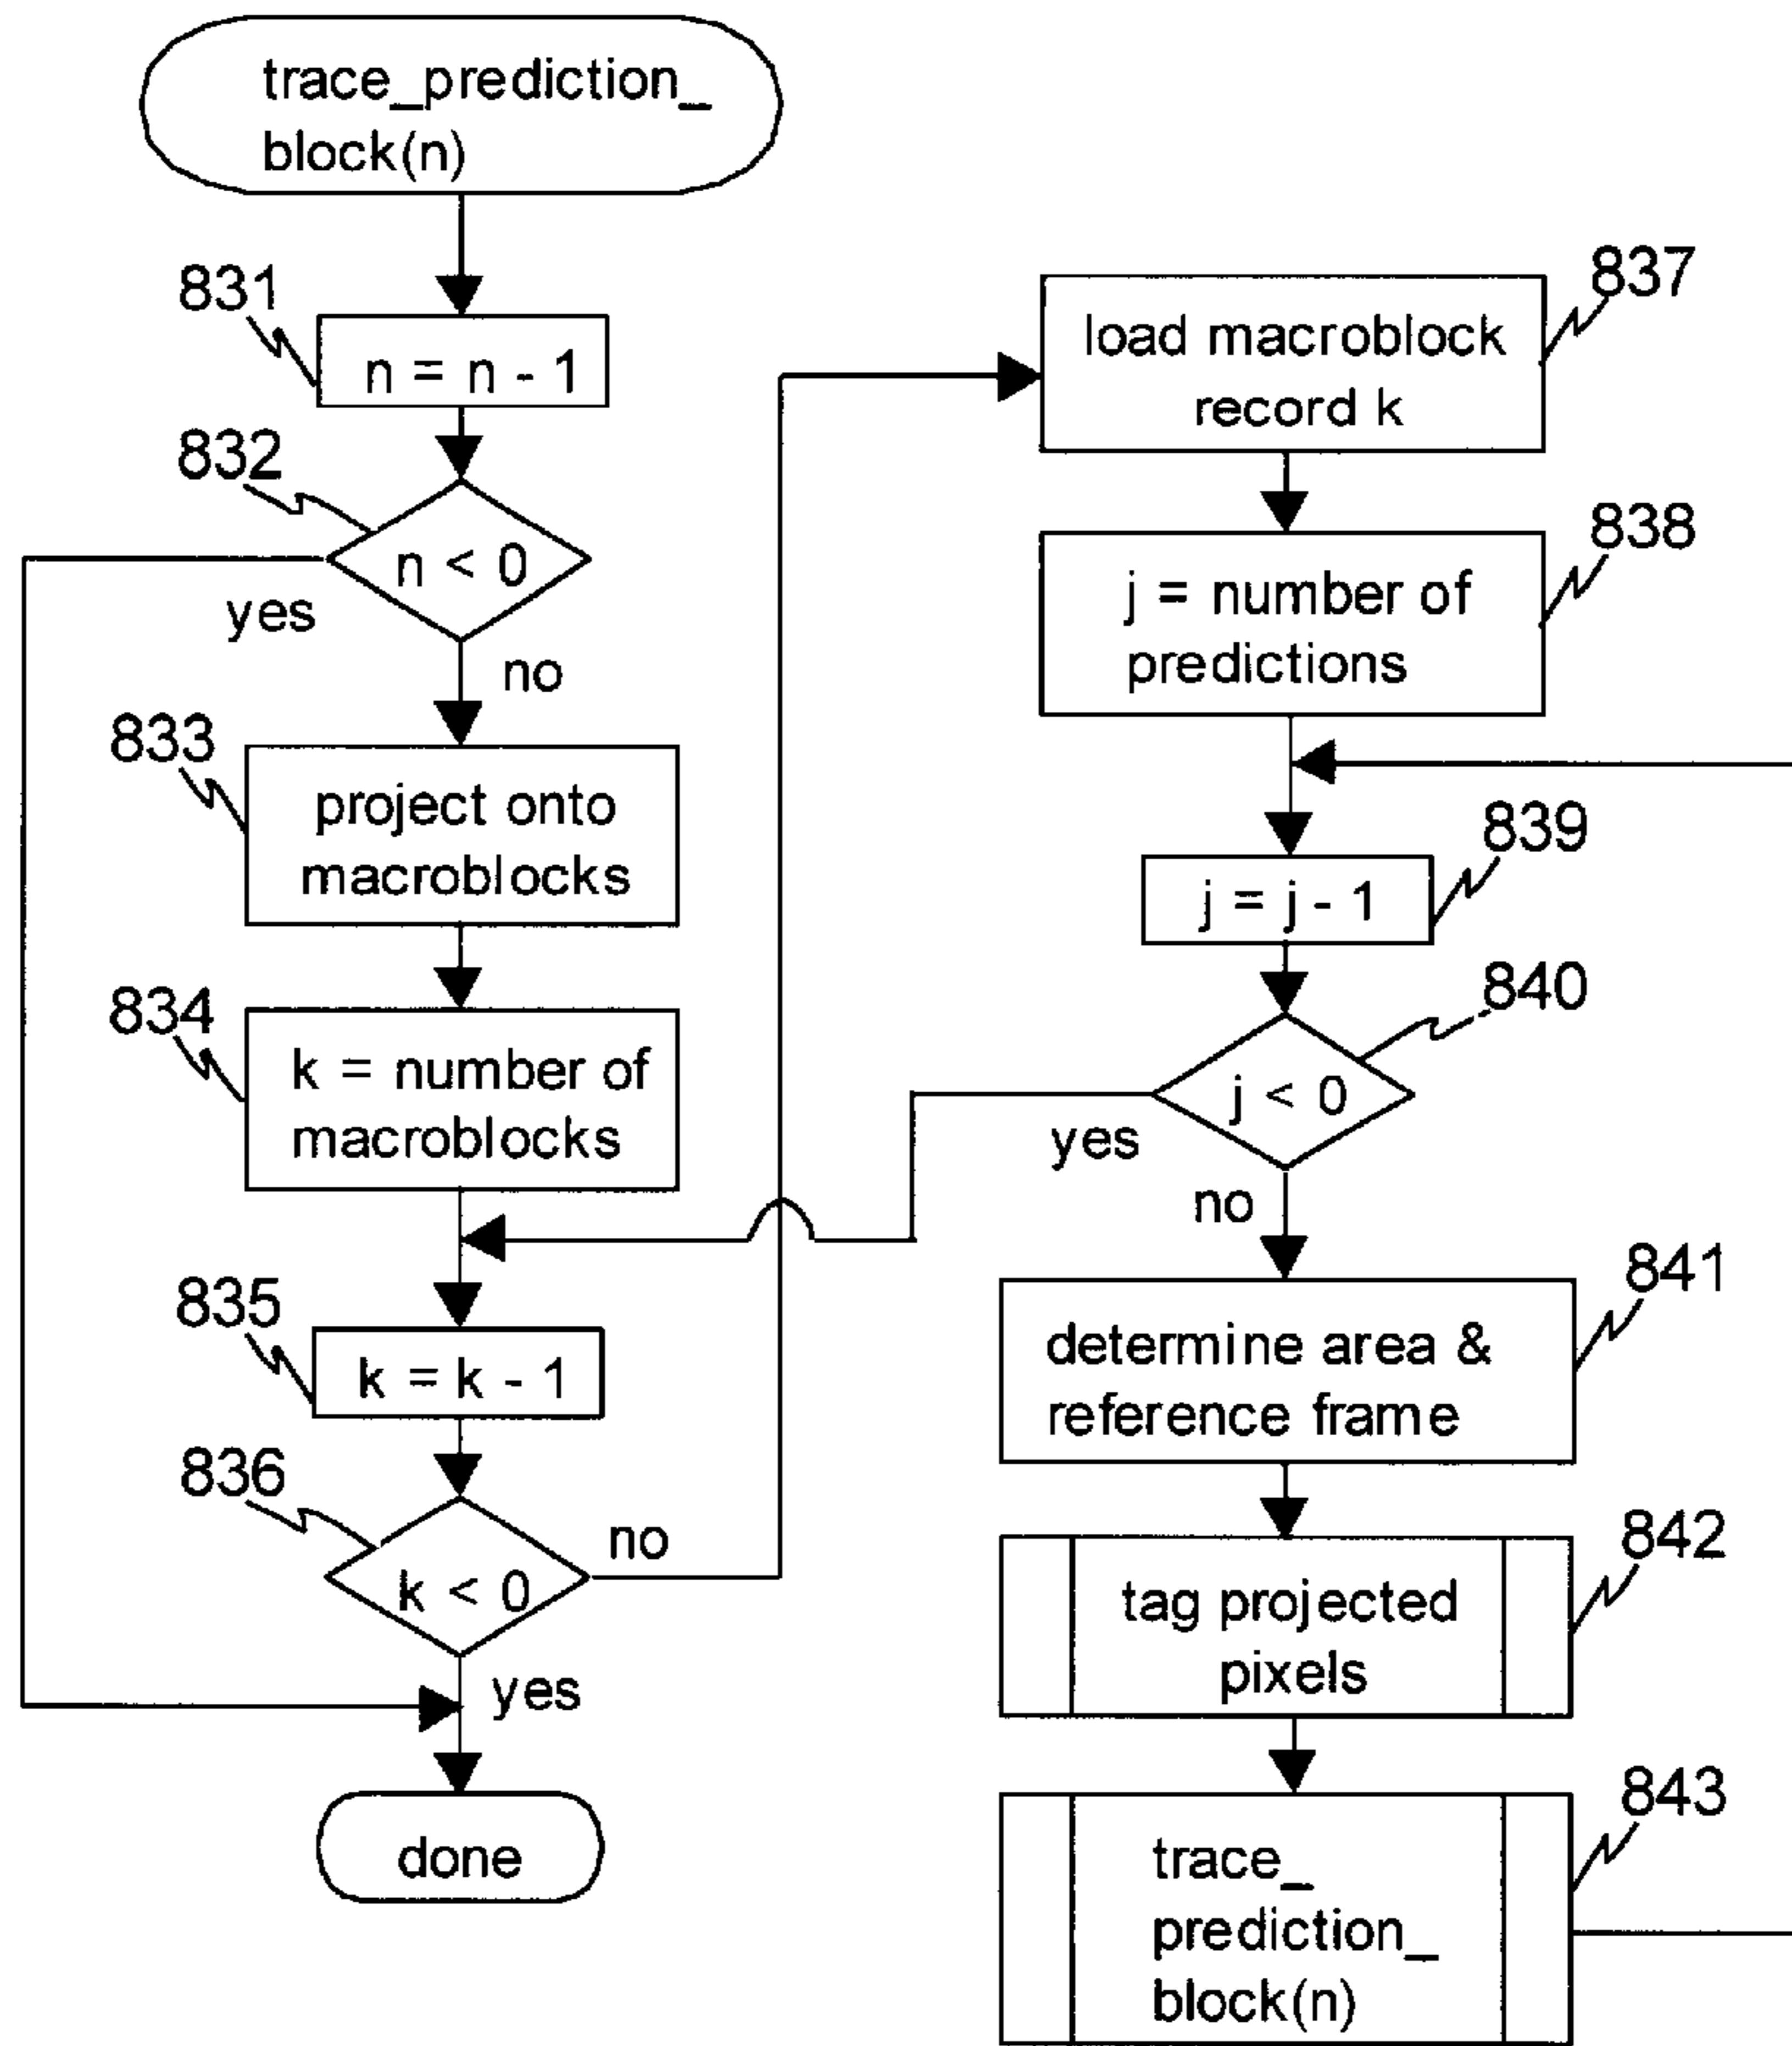 trace_prediction_
block(n)
831
n = n - 1
832
n < 0
yes
no
833
project onto
macroblocks
834
k = number of
macroblocks
835
k = k - 1
836
no
k < 0
yes
done
837
load macroblock
record k
838
j = number of
predictions
839
j = j - 1
840
j < 0
yes
no
841
determine area &
reference frame
842
tag projected
pixels
843
trace_
prediction_
block(n)